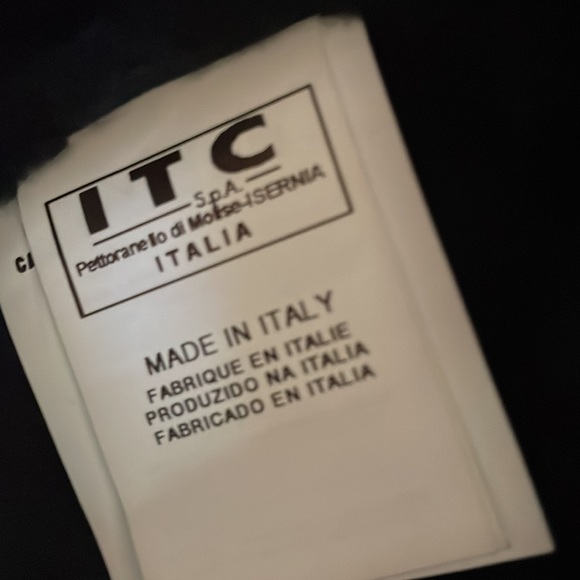 ITC
S.p.A.
Pettoranello di Molise-ISERNIA
ITALIA
MADE IN ITALY
FABRIQUE EN ITALIE
PRODUZIDO NA ITALIA
FABRICADO EN ITALIA